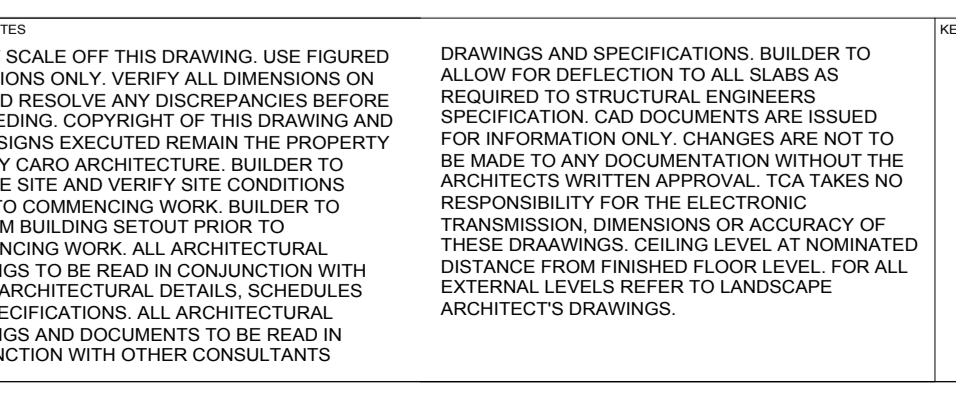 TES
SCALE OFF THIS DRAWING. USE FIGURED
IONS ONLY. VERIFY ALL DIMENSIONS ON
D RESOLVE ANY DISCREPANCIES BEFORE
EDING. COPYRIGHT OF THIS DRAWING AND
SIGNS EXECUTED REMAIN THE PROPERTY
Y CARO ARCHITECTURE. BUILDER TO
E SITE AND VERIFY SITE CONDITIONS
TO COMMENCING WORK. BUILDER TO
M BUILDING SETOUT PRIOR TO
NCING WORK. ALL ARCHITECTURAL
NGS TO BE READ IN CONJUNCTION WITH
ARCHITECTURAL DETAILS, SCHEDULES
ECIFICATIONS. ALL ARCHITECTURAL
NGS AND DOCUMENTS TO BE READ IN
NCTION WITH OTHER CONSULTANTS
DRAWINGS AND SPECIFICATIONS. BUILDER TO
ALLOW FOR DEFLECTION TO ALL SLABS AS
REQUIRED TO STRUCTURAL ENGINEERS
SPECIFICATION. CAD DOCUMENTS ARE ISSUED
FOR INFORMATION ONLY. CHANGES ARE NOT TO
BE MADE TO ANY DOCUMENTATION WITHOUT THE
ARCHITECTS WRITTEN APPROVAL. TCA TAKES NO
RESPONSIBILITY FOR THE ELECTRONIC
TRANSMISSION, DIMENSIONS OR ACCURACY OF
THESE DRAAWINGS. CEILING LEVEL AT NOMINATED
DISTANCE FROM FINISHED FLOOR LEVEL. FOR ALL
EXTERNAL LEVELS REFER TO LANDSCAPE
ARCHITECT'S DRAWINGS.
KE